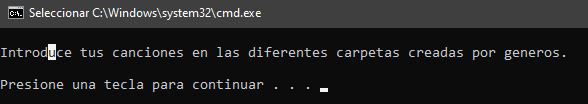 Seleccionar C:\Windows\system32\cmd.exe
Introduce tus canciones en las diferentes carpetas creadas por generos.
Presione una tecla para continuar . . .